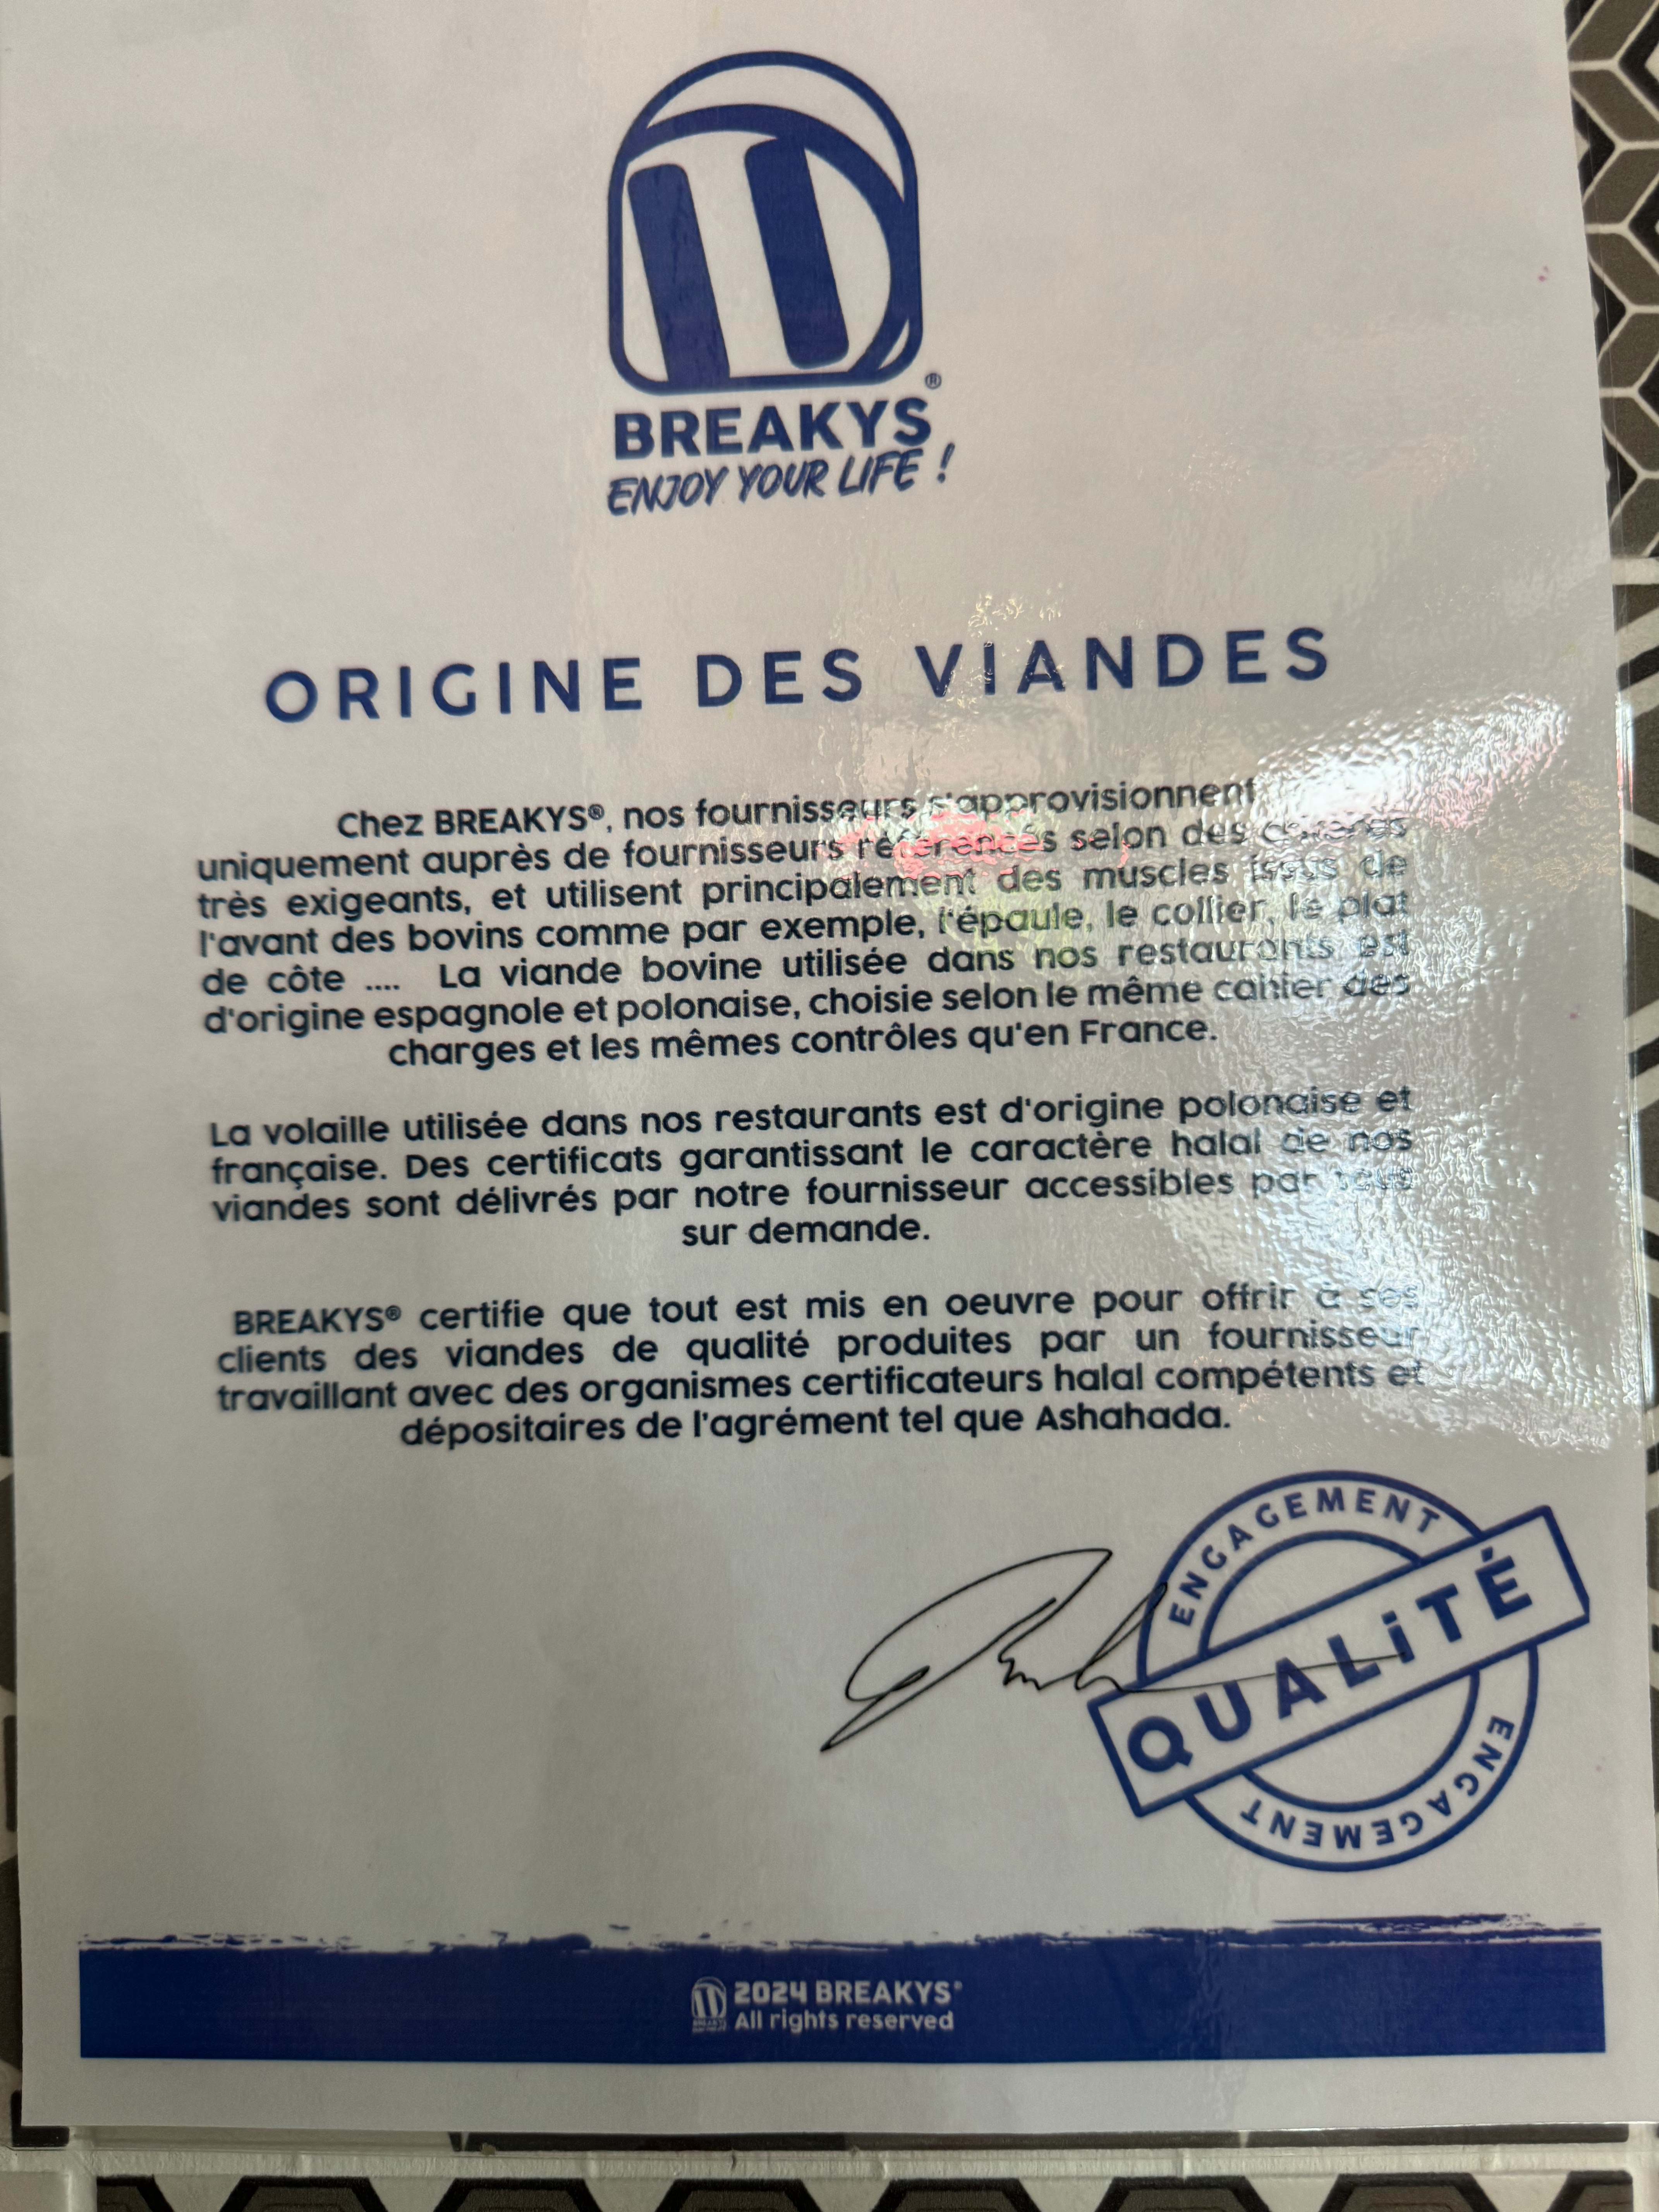 ®
BREAKYS
ENJOY YOUR LIFE !
ORIGINE DES VIANDES
Chez BREAKYS®, nos fournisseurs s'approvisionnent
uniquement auprès de fournisseurs référencés selon des critères
très exigeants, et utilisent principalement des muscles issus de
l'avant des bovins comme par exemple, l'épaule, le collier, le plat
de côte .... La viande bovine utilisée dans nos restaurants est
d'origine espagnole et polonaise, choisie selon le même cahier des
charges et les mêmes contrôles qu'en France.
La volaille utilisée dans nos restaurants est d'origine polonaise et
française. Des certificats garantissant le caractère halal de nos
viandes sont délivrés par notre fournisseur accessibles par tous
sur demande.
BREAKYS® certifie que tout est mis en oeuvre pour offrir à ses
clients des viandes de qualité produites par un fournisseur
travaillant avec des organismes certificateurs halal compétents et
dépositaires de l'agrément tel que Ashahada.
ENGAGEMENT
QUALiTÉ
ENGAGEMENT
2024 BREAKYS®
All rights reserved